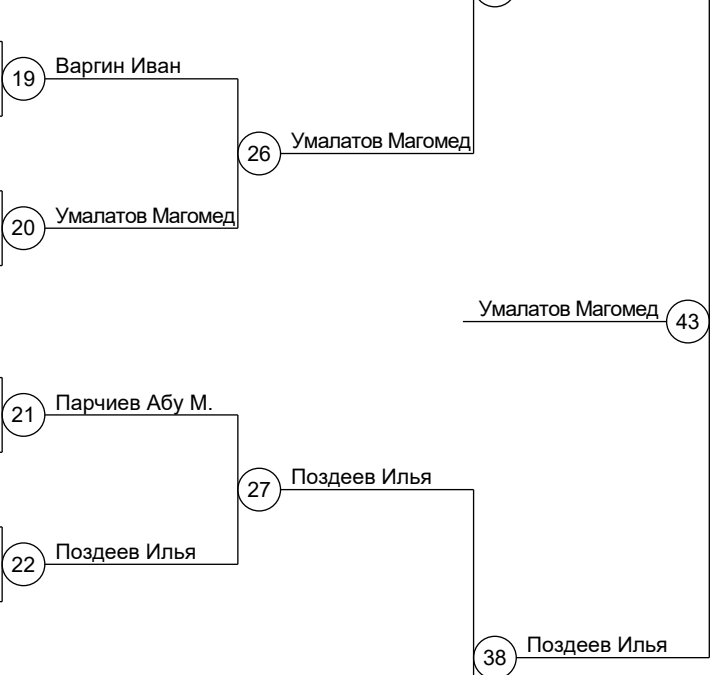 Варгин Иван
19
Умалатов Магомед
26
Умалатов Магомед
20
Умалатов Магомед
43
Парчиев Абу М.
21
Поздеев Илья
27
Поздеев Илья
22
Поздеев Илья
38